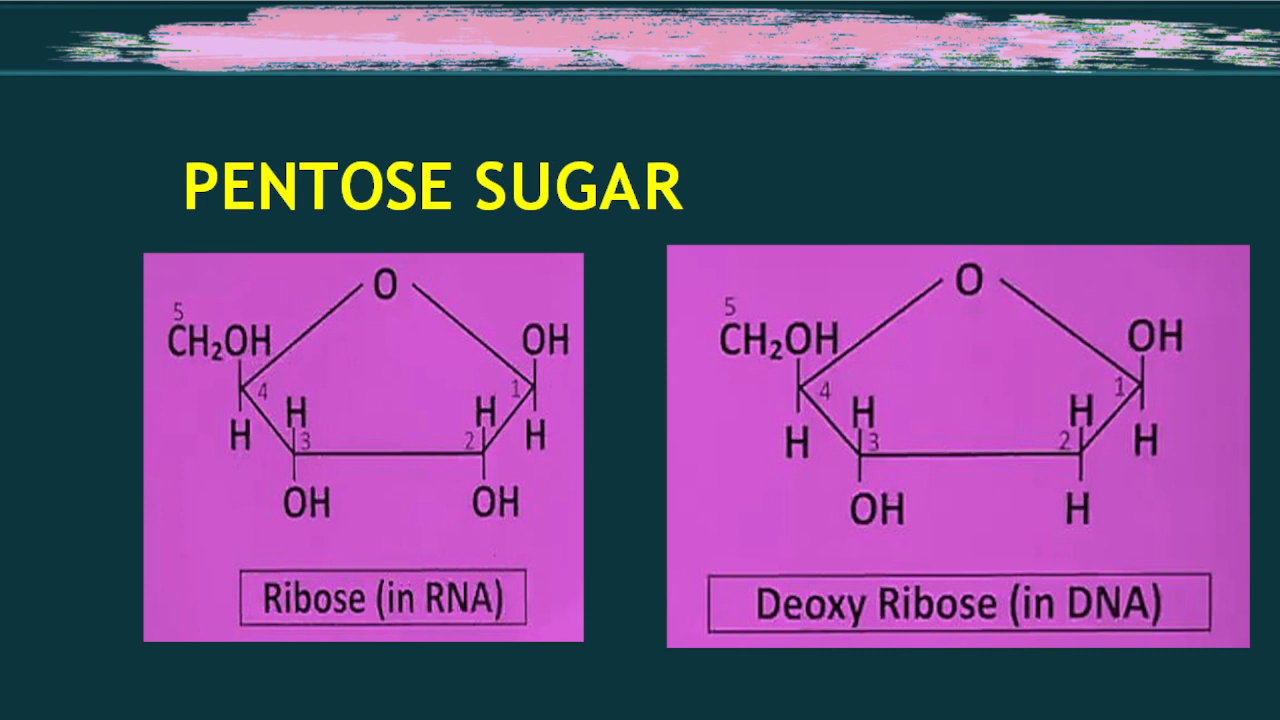 PENTOSE SUGAR
O
5
CH₂OH
OH
4
1
H
H
H
3
2
H
OH
OH
Ribose (in RNA)
O
5
CH₂OH
OH
4
1
H
H
H
3
2
H
OH
H
Deoxy Ribose (in DNA)